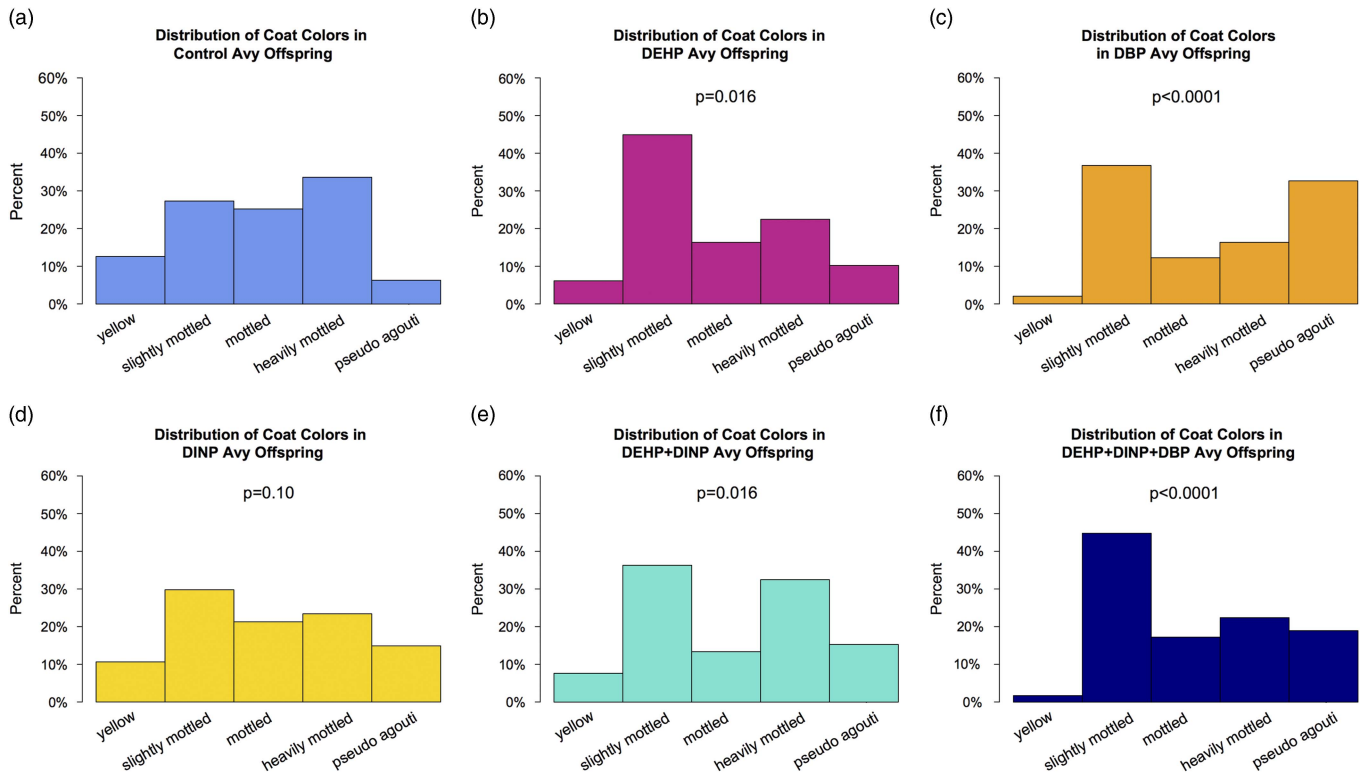 (a)
Distribution of Coat Colors in
Control Avy Offspring
60%
50%
40%
30%
20%
10%
0%
Percent
yellow
slightly mottled
mottled
heavily mottled
pseudo agouti
(b)
Distribution of Coat Colors in
DEHP Avy Offspring
p=0.016
60%
50%
40%
30%
20%
10%
0%
Percent
yellow
slightly mottled
mottled
heavily mottled
pseudo agouti
(c)
Distribution of Coat Colors
in DBP Avy Offspring
p<0.0001
60%
50%
40%
30%
20%
10%
0%
Percent
yellow
slightly mottled
mottled
heavily mottled
pseudo agouti
(d)
Distribution of Coat Colors in
DINP Avy Offspring
p=0.10
60%
50%
40%
30%
20%
10%
0%
Percent
yellow
slightly mottled
mottled
heavily mottled
pseudo agouti
(e)
Distribution of Coat Colors in
DEHP+DINP Avy Offspring
p=0.016
60%
50%
40%
30%
20%
10%
0%
Percent
yellow
slightly mottled
mottled
heavily mottled
pseudo agouti
(f)
Distribution of Coat Colors in
DEHP+DINP+DBP Avy Offspring
p<0.0001
60%
50%
40%
30%
20%
10%
0%
Percent
yellow
slightly mottled
mottled
heavily mottled
pseudo agouti